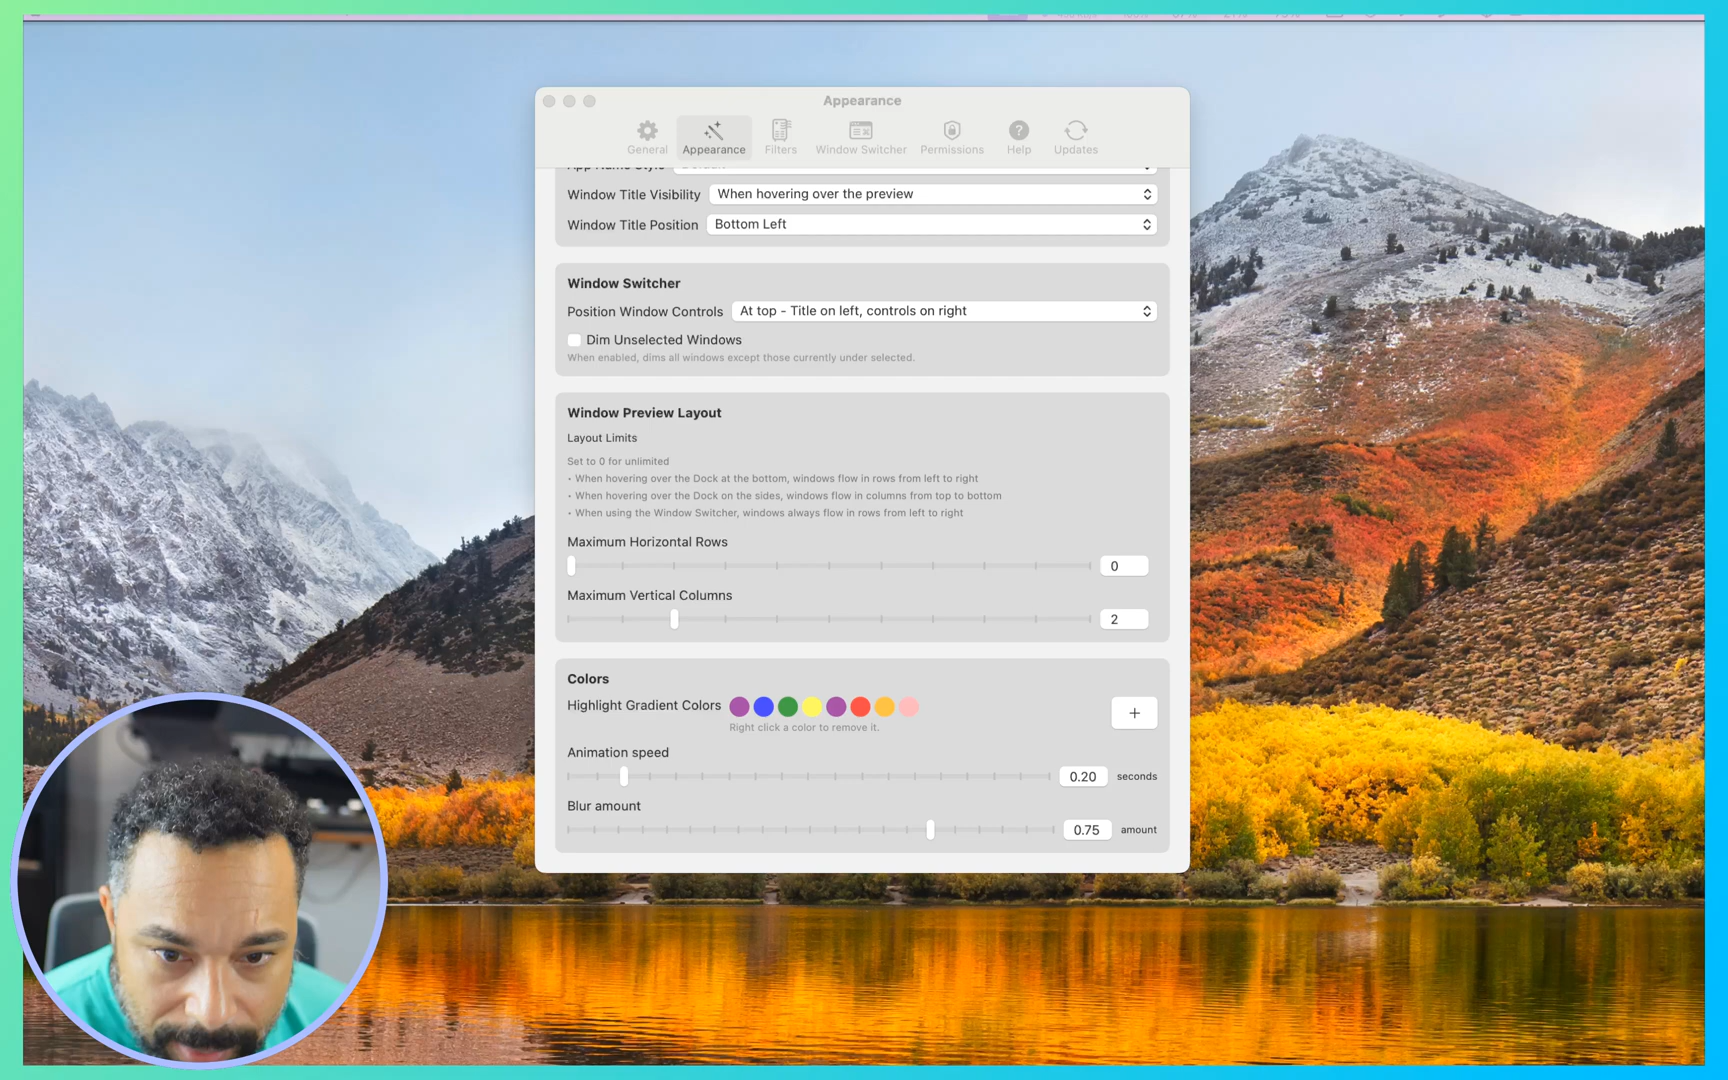 Appearance
General
Appearance
Filters
Window Switcher
Permissions
Help
Updates
Window Title Visibility
When hovering over the preview
Window Title Position
Bottom Left
Window Switcher
Position Window Controls
At top - Title on left, controls on right
Dim Unselected Windows
When enabled, dims all windows except those currently under selected.
Window Preview Layout
Layout Limits
Set to 0 for unlimited
• When hovering over the Dock at the bottom, windows flow in rows from left to right
• When hovering over the Dock on the sides, windows flow in columns from top to bottom
• When using the Window Switcher, windows always flow in rows from left to right
Maximum Horizontal Rows
0
Maximum Vertical Columns
2
Colors
Highlight Gradient Colors
Right click a color to remove it.
Animation speed
0.20 seconds
Blur amount
0.75 amount